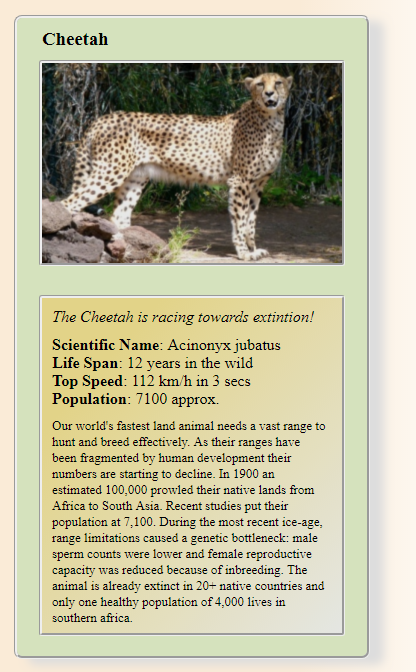 Cheetah
The Cheetah is racing towards extintion!
Scientific Name: Acinonyx jubatus
Life Span: 12 years in the wild
Top Speed: 112 km/h in 3 secs
Population: 7100 approx.
Our world's fastest land animal needs a vast range to
hunt and breed effectively. As their ranges have
been fragmented by human development their
numbers are starting to decline. In 1900 an
estimated 100,000 prowled their native lands from
Africa to South Asia. Recent studies put their
population at 7,100. During the most recent ice-age,
range limitations caused a genetic bottleneck: male
sperm counts were lower and female reproductive
capacity was reduced because of inbreeding. The
animal is already extinct in 20+ native countries and
only one healthy population of 4,000 lives in
southern africa.